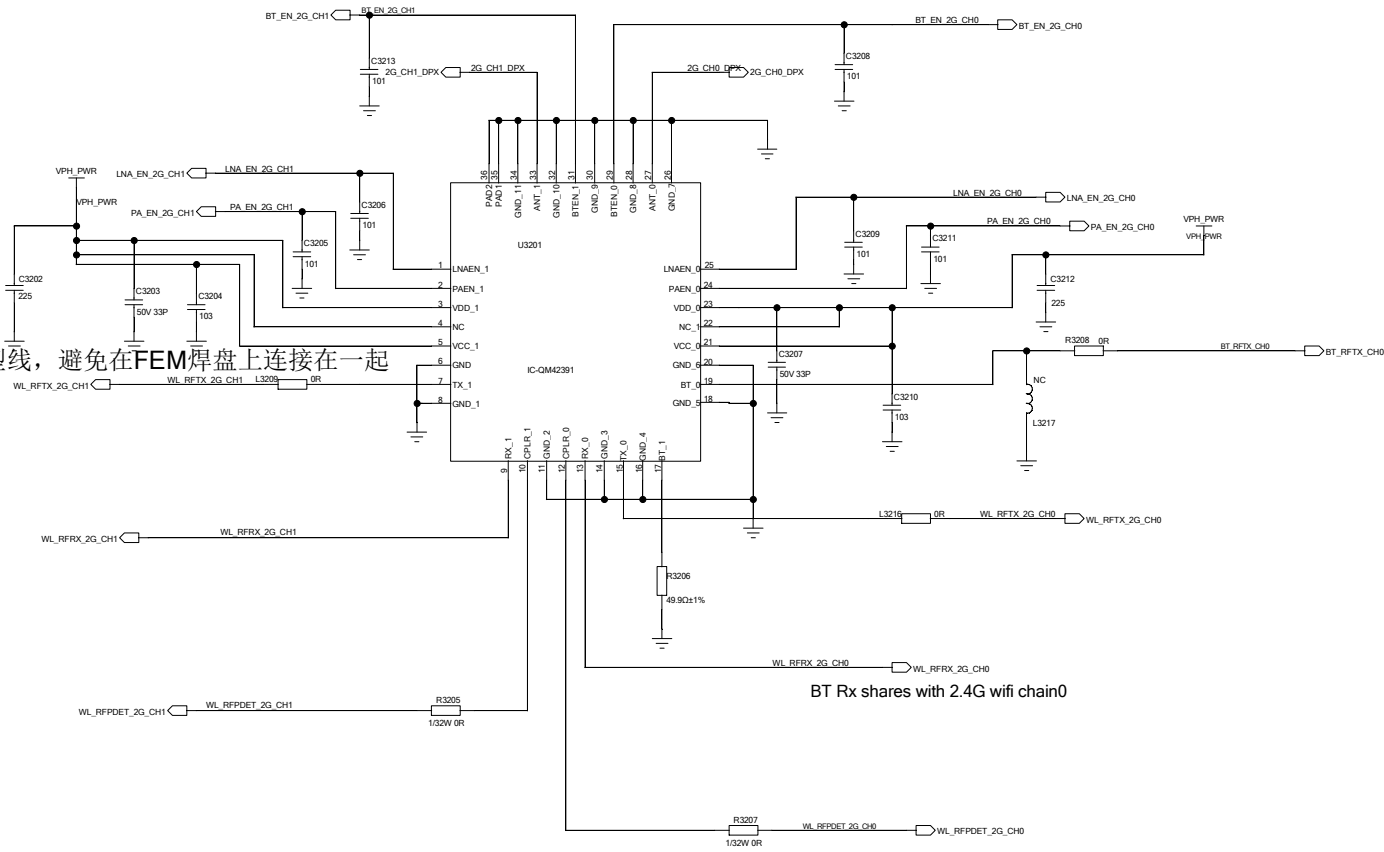 BT_EN_2G_CH1
BT_EN_2G_CH1
BT_EN_2G_CH0
BT_EN_2G_CH0
C3213
101
2G_CH1_DPX
2G_CH1_DPX
2G_CH0_DPX
2G_CH0_DPX
C3208
101
VPH_PWR
VPH_PWR
LNA_EN_2G_CH1
LNA_EN_2G_CH1
PA_EN_2G_CH1
PA_EN_2G_CH1
C3206
101
C3205
101
C3202
225
C3203
50V 33P
C3204
103
36 35 34 33 32 31 30 29 28 27 26
PAD2
PAD1
GND_11
ANT_1
GND_10
BTEN_1
GND_9
BTEN_0
GND_8
ANT_0
GND_7
U3201
IC-QM42391
1 LNAEN_1
2 PAEN_1
3 VDD_1
4 NC
5 VCC_1
6 GND
7 TX_1
8 GND_1
LNAEN_0 25
PAEN_0 24
VDD_0 23
NC_1 22
VCC_0 21
GND_6 20
BT_0 19
GND_5 18
RX_1
CPLR_1
GND_2
CPLR_0
RX_0
GND_3
TX_0
GND_4
BT_1
9 10 11 12 13 14 15 16 17
LNA_EN_2G_CH0
LNA_EN_2G_CH0
PA_EN_2G_CH0
PA_EN_2G_CH0
C3209
101
C3211
101
VPH_PWR
VPH_PWR
C3212
225
C3207
50V 33P
C3210
103
R3208 0R
BT_RFTX_CH0
BT_RFTX_CH0
NC
L3217
型线，避免在FEM焊盘上连接在一起
WL_RFTX_2G_CH1
WL_RFTX_2G_CH1
L3209
0R
WL_RFRX_2G_CH1
WL_RFRX_2G_CH1
L3216
0R
WL_RFTX_2G_CH0
WL_RFTX_2G_CH0
R3206
49.9Ω±1%
WL_RFRX_2G_CH0
WL_RFRX_2G_CH0
BT Rx shares with 2.4G wifi chain0
WL_RFPDET_2G_CH1
WL_RFPDET_2G_CH1
R3205
1/32W 0R
R3207
1/32W 0R
WL_RFPDET_2G_CH0
WL_RFPDET_2G_CH0